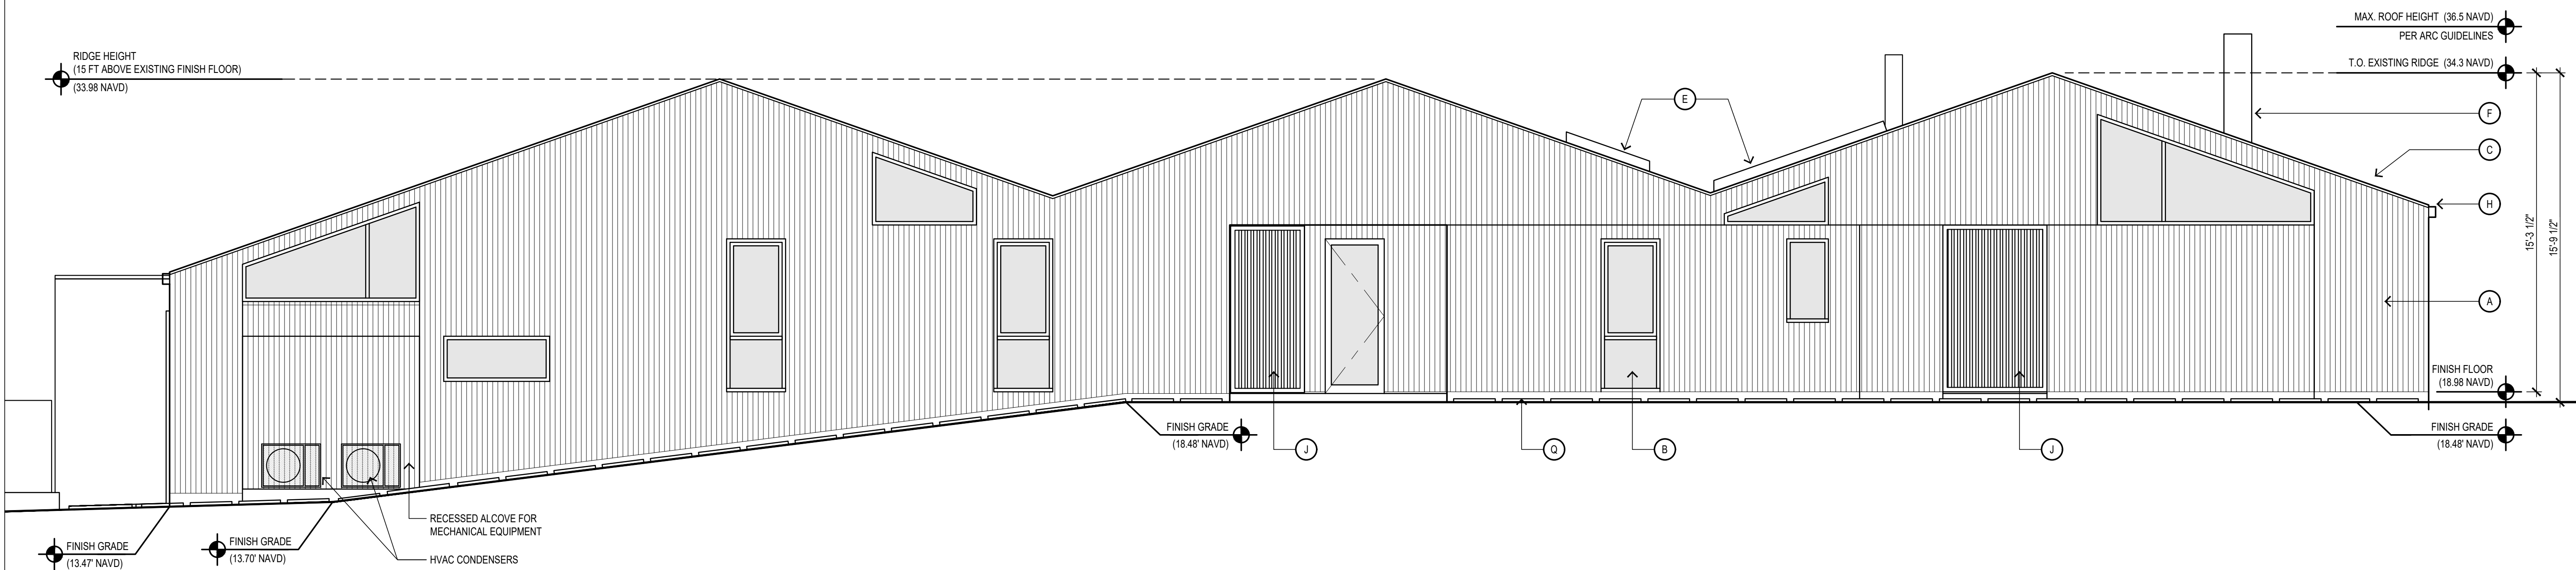 RIDGE HEIGHT
(15 FT ABOVE EXISTING FINISH FLOOR)
(33.98 NAVD)
MAX. ROOF HEIGHT (36.5 NAVD)
PER ARC GUIDELINES
T.O. EXISTING RIDGE (34.3 NAVD)
E
F
C
H
15'-3 1/2"
15'-9 1/2"
A
FINISH FLOOR
(18.98 NAVD)
FINISH GRADE
(18.48' NAVD)
J
Q
B
J
FINISH GRADE
(18.48' NAVD)
RECESSED ALCOVE FOR
MECHANICAL EQUIPMENT
HVAC CONDENSERS
FINISH GRADE
(13.47' NAVD)
FINISH GRADE
(13.70' NAVD)